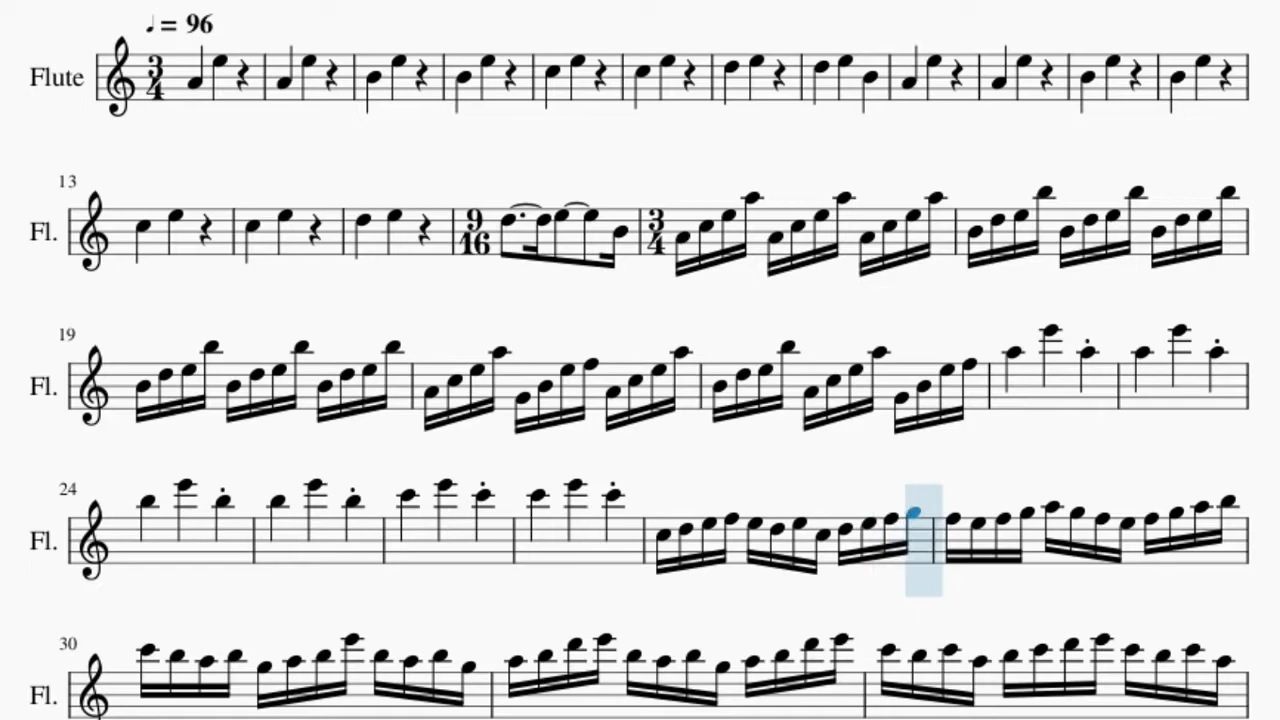 ♩ = 96
Flute 3 4
13
Fl. 9 16 3 4
19
Fl.
24
Fl.
30
Fl.